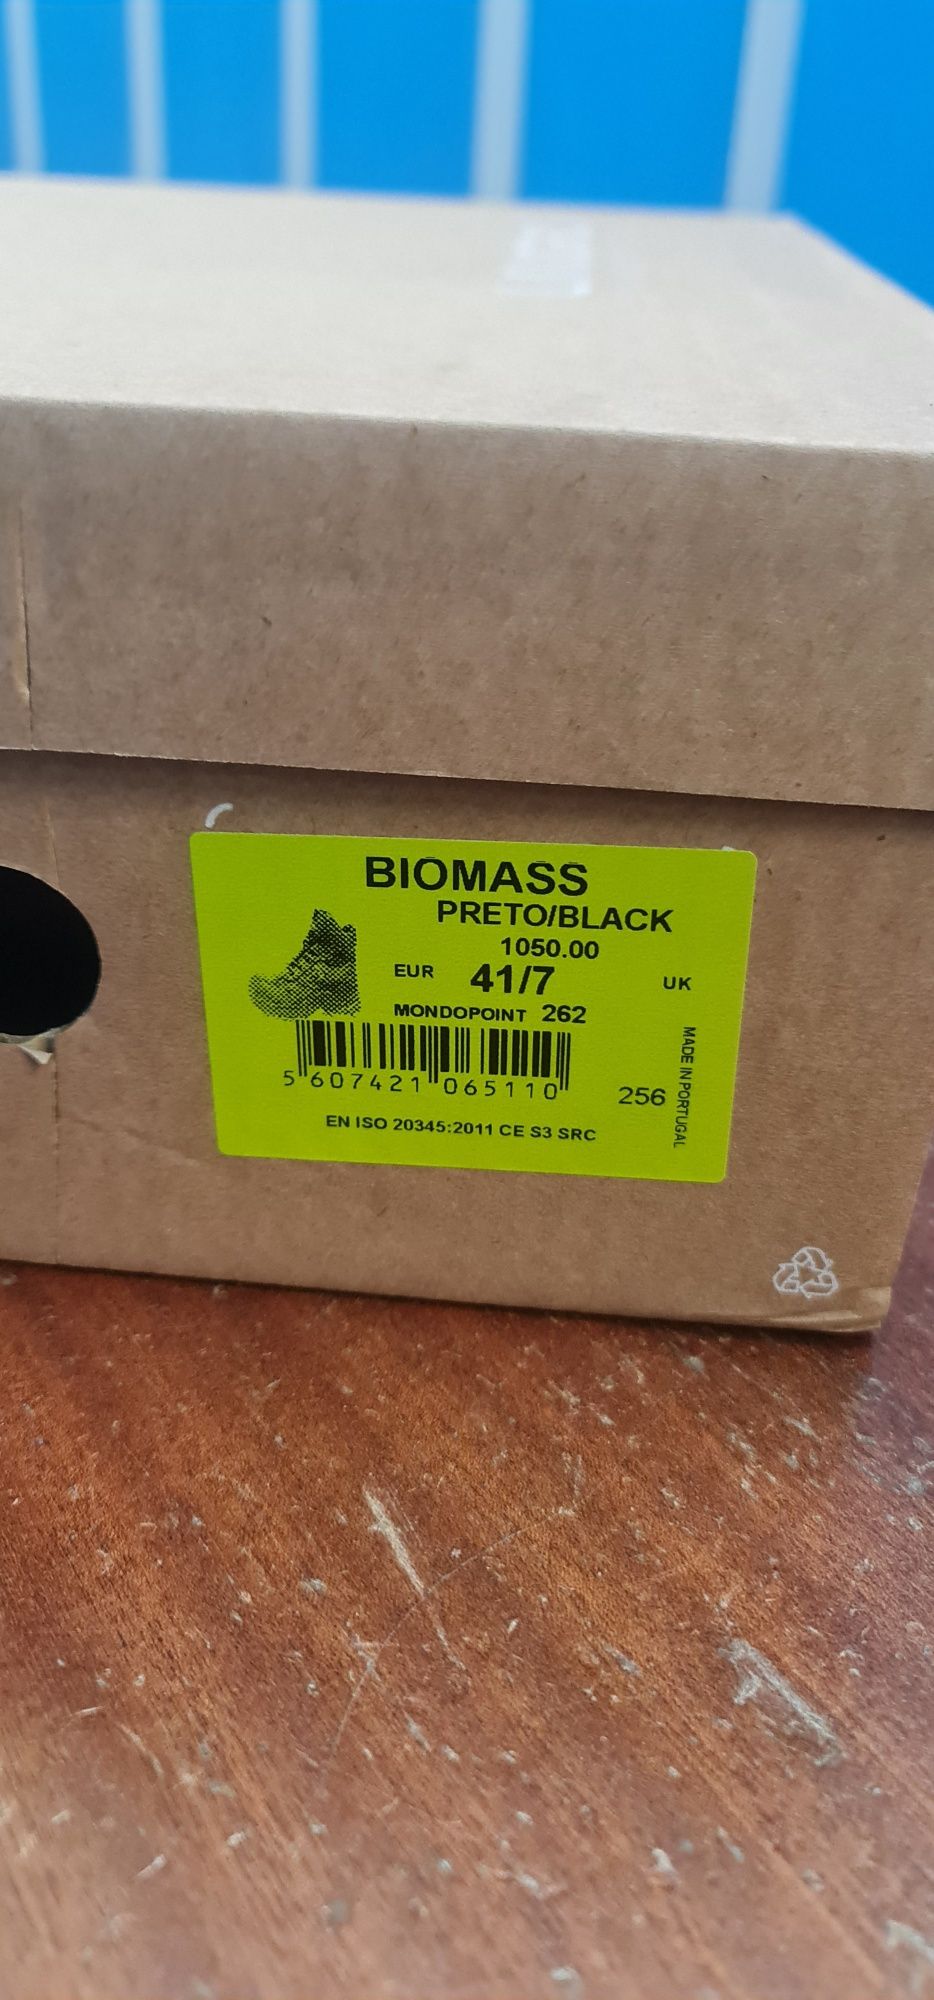 BIOMASS
PRETO/BLACK
1050.00
EUR 41/7 UK
MONDOPOINT 262
5 607421 065110
256
MADE IN PORTUGAL
EN ISO 20345:2011 CE S3 SRC